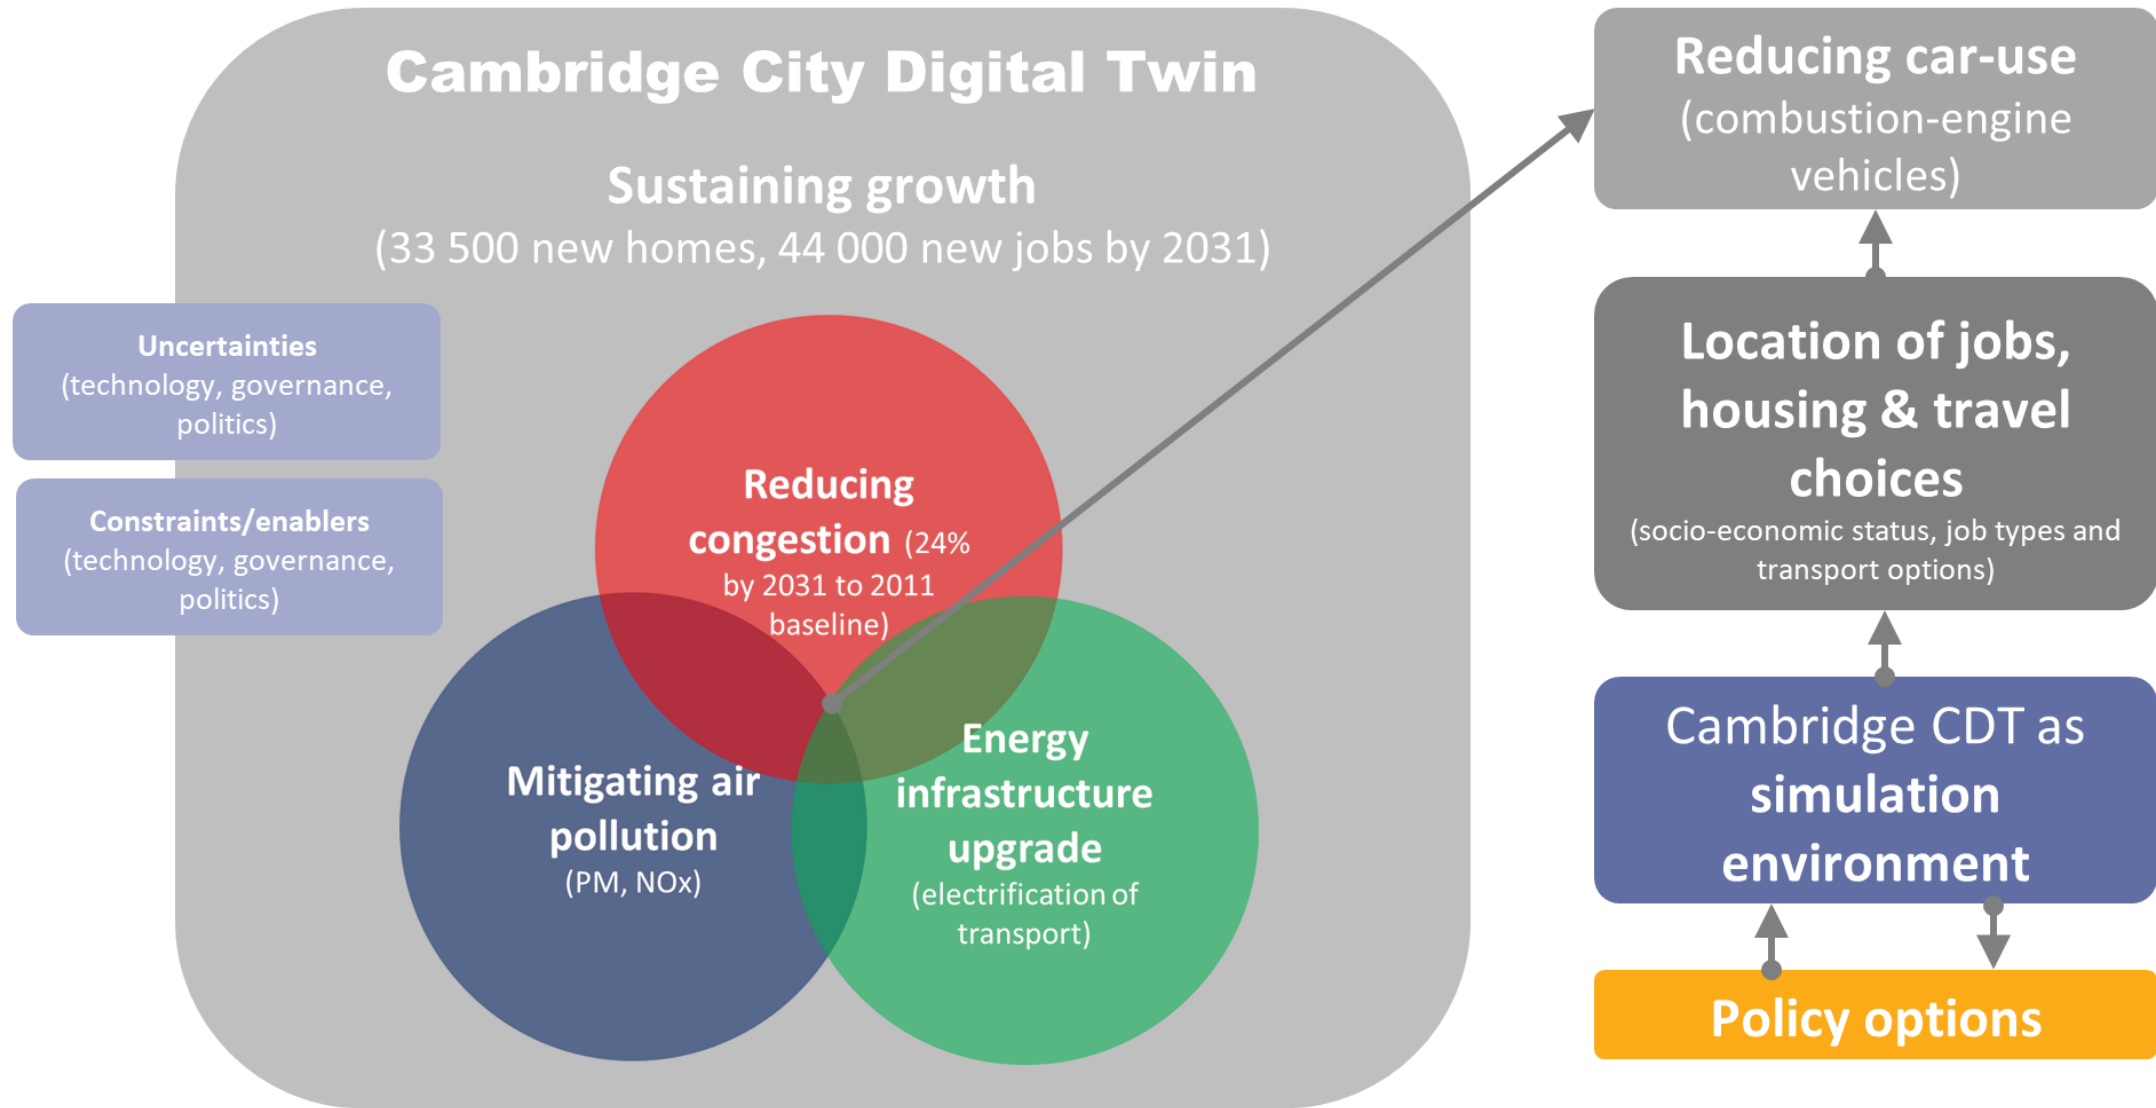 Cambridge City Digital Twin
Sustaining growth
(33 500 new homes, 44 000 new jobs by 2031)
Uncertainties
(technology, governance,
politics)
Constraints/enablers
(technology, governance,
politics)
Reducing
congestion (24%
by 2031 to 2011
baseline)
Mitigating air
pollution
(PM, NOx)
Energy
infrastructure
upgrade
(electrification of
transport)
Reducing car-use
(combustion-engine
vehicles)
Location of jobs,
housing & travel
choices
(socio-economic status, job types and
transport options)
Cambridge CDT as
simulation
environment
Policy options